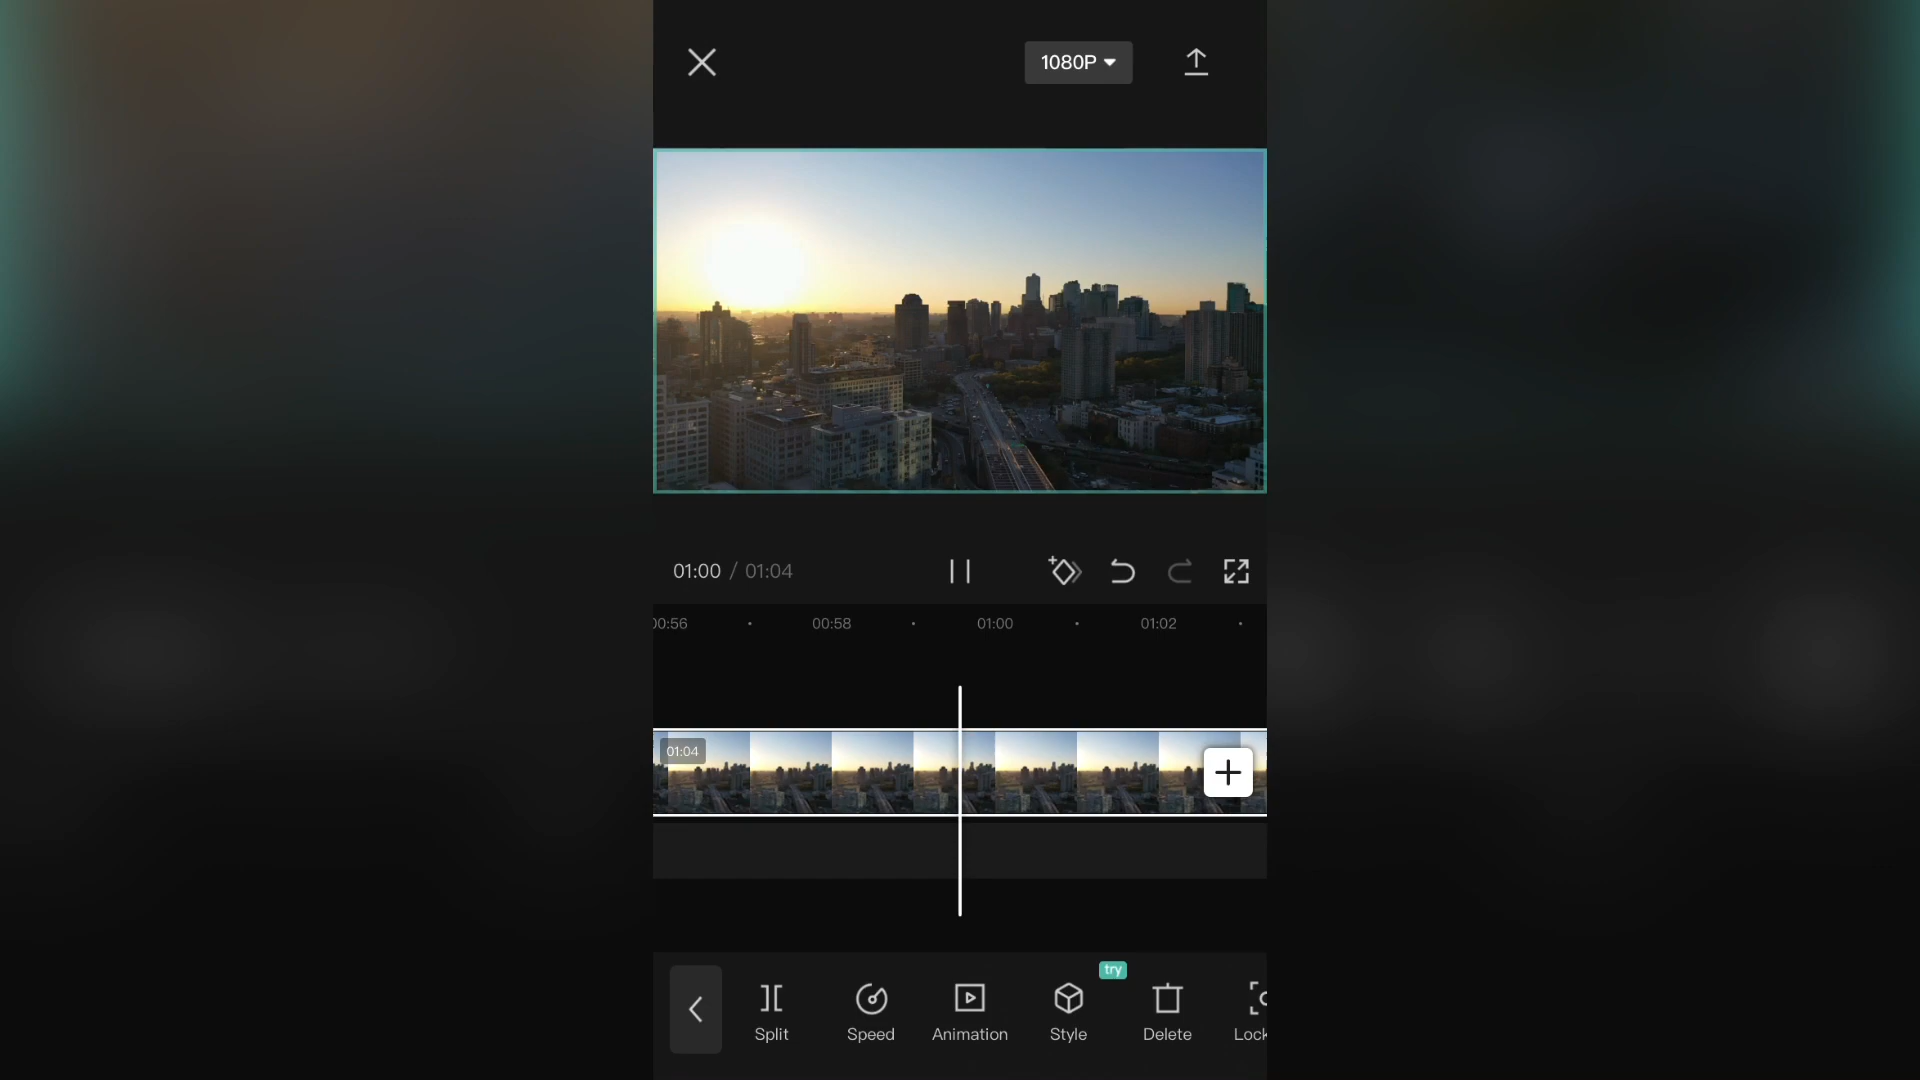 1080P
01:00 / 01:04
00:56 00:58 01:00 01:02
01:04
try
Split Speed Animation Style Delete Lock